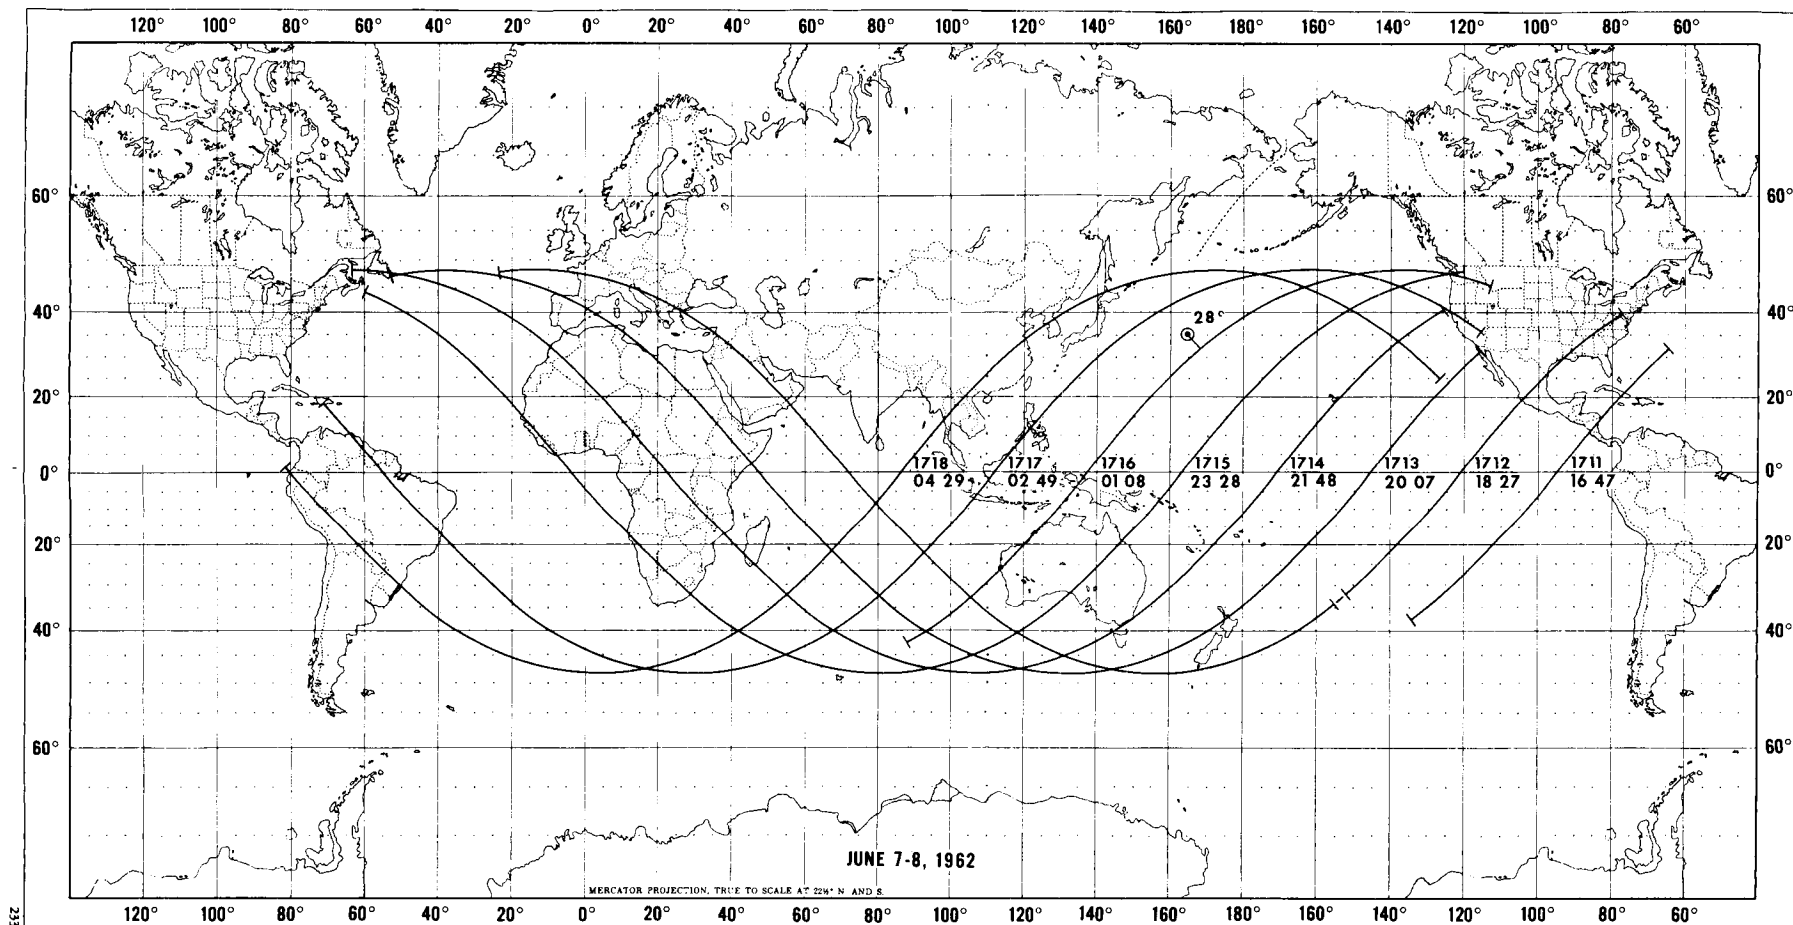 120° 100° 80° 60° 40° 20° 0° 20° 40° 60° 80° 100° 120° 140° 160° 180° 160° 140° 120° 100° 80° 60°
60° 60°
28°
40° 40°
20° 20°
1718 1717 1716 1715 1714 1713 1712 1711
0° 0°
04 29 02 49 01 08 23 28 21 48 20 07 18 27 16 47
20° 20°
40° 40°
60° 60°
JUNE 7-8, 1962
MERCATOR PROJECTION, TRUE TO SCALE AT 22½° N AND S.
120° 100° 80° 60° 40° 20° 0° 20° 40° 60° 80° 100° 120° 140° 160° 180° 160° 140° 120° 100° 80° 60°